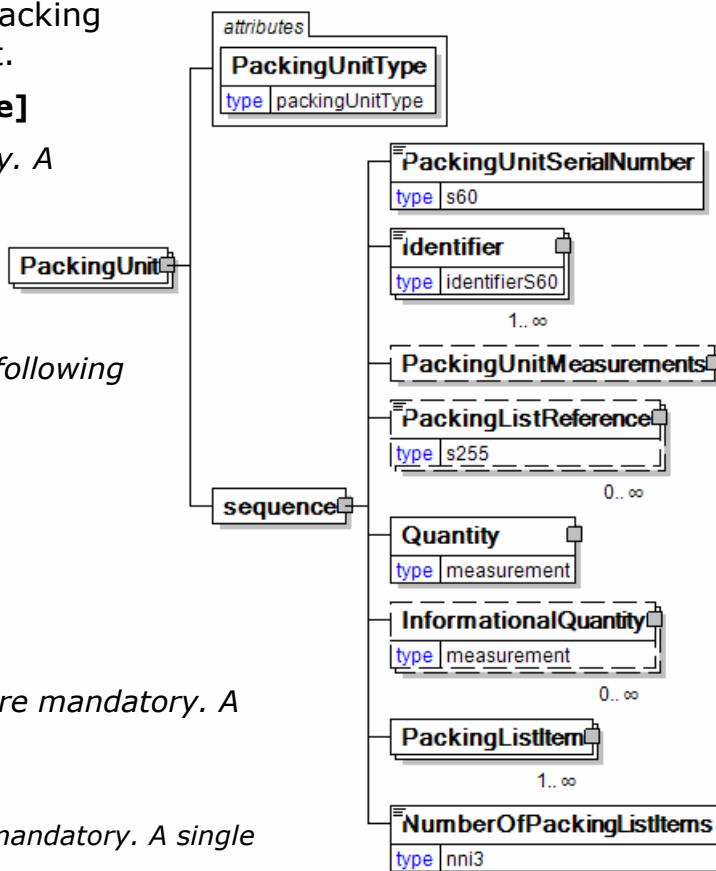 acking
t.
e]
y. A
following
re mandatory. A
mandatory. A single
attributes
PackingUnitType
type packingUnitType
PackingUnit
sequence
PackingUnitSerialNumber
type s60
Identifier
type identifierS60
1.. ∞
PackingUnitMeasurements
PackingListReference
type s255
0.. ∞
Quantity
type measurement
InformationalQuantity
type measurement
0.. ∞
PackingListItem
1.. ∞
NumberOfPackingListItems
type nni3